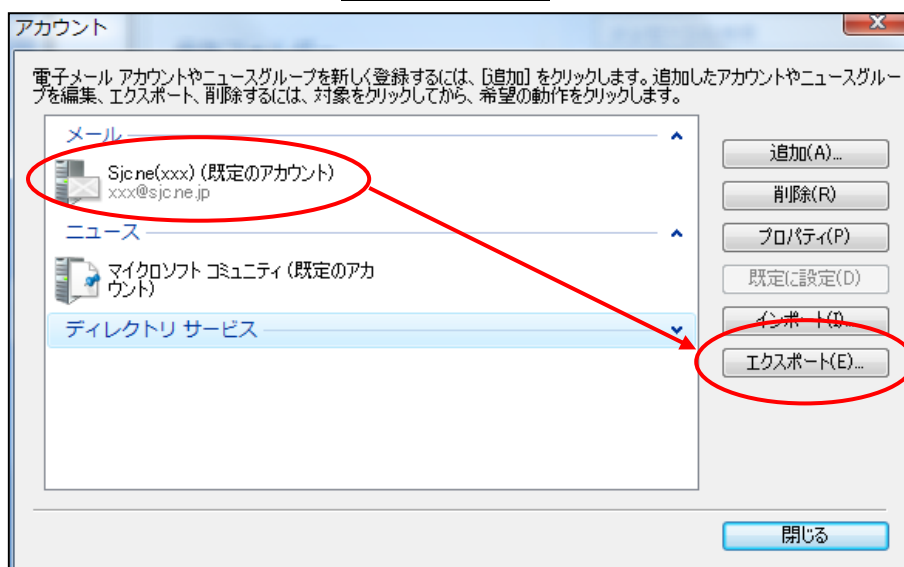 アカウント
電子メール アカウントやニュースグループを新しく登録するには、[追加] をクリックします。追加したアカウントやニュースグルー
プを編集、エクスポート、削除するには、対象をクリックしてから、希望の動作をクリックします。
メール
Sjc.ne(xxx) (既定のアカウント)
xxx@sjc.ne.jp
ニュース
マイクロソフト コミュニティ (既定のアカ
ウント)
ディレクトリ サービス
追加(A)...
削除(R)
プロパティ(P)
既定に設定(D)
インポート(I)...
エクスポート(E)...
閉じる